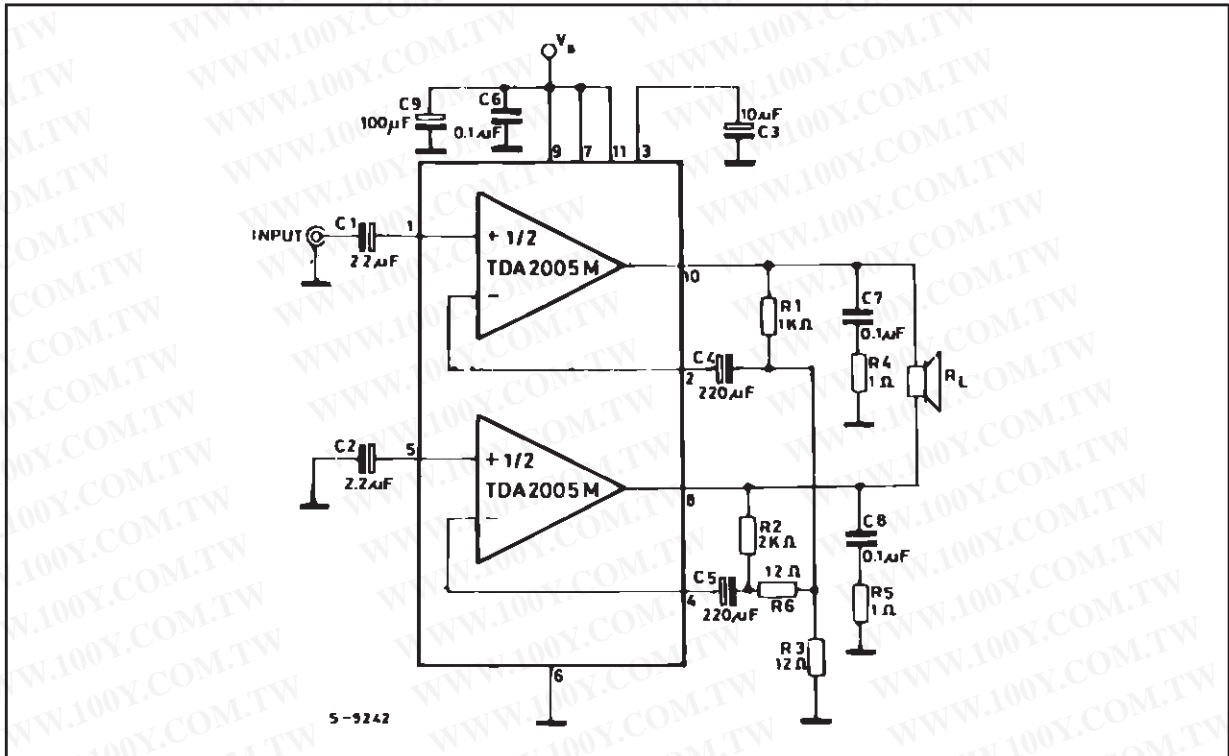 WWW.100Y.COM.TW
Vs
C9
100µF
C6
0.1µF
10µF
C3
9
7
11
3
INPUT
C1
2.2µF
1
+ 1/2
TDA2005M
−
10
R1
1KΩ
C7
0.1µF
R4
1Ω
RL
2
C4
220µF
C2
2.2µF
5
+ 1/2
TDA2005M
−
8
R2
2KΩ
C8
0.1µF
R5
1Ω
4
C5
220µF
12Ω
R6
R3
12Ω
6
S-9242